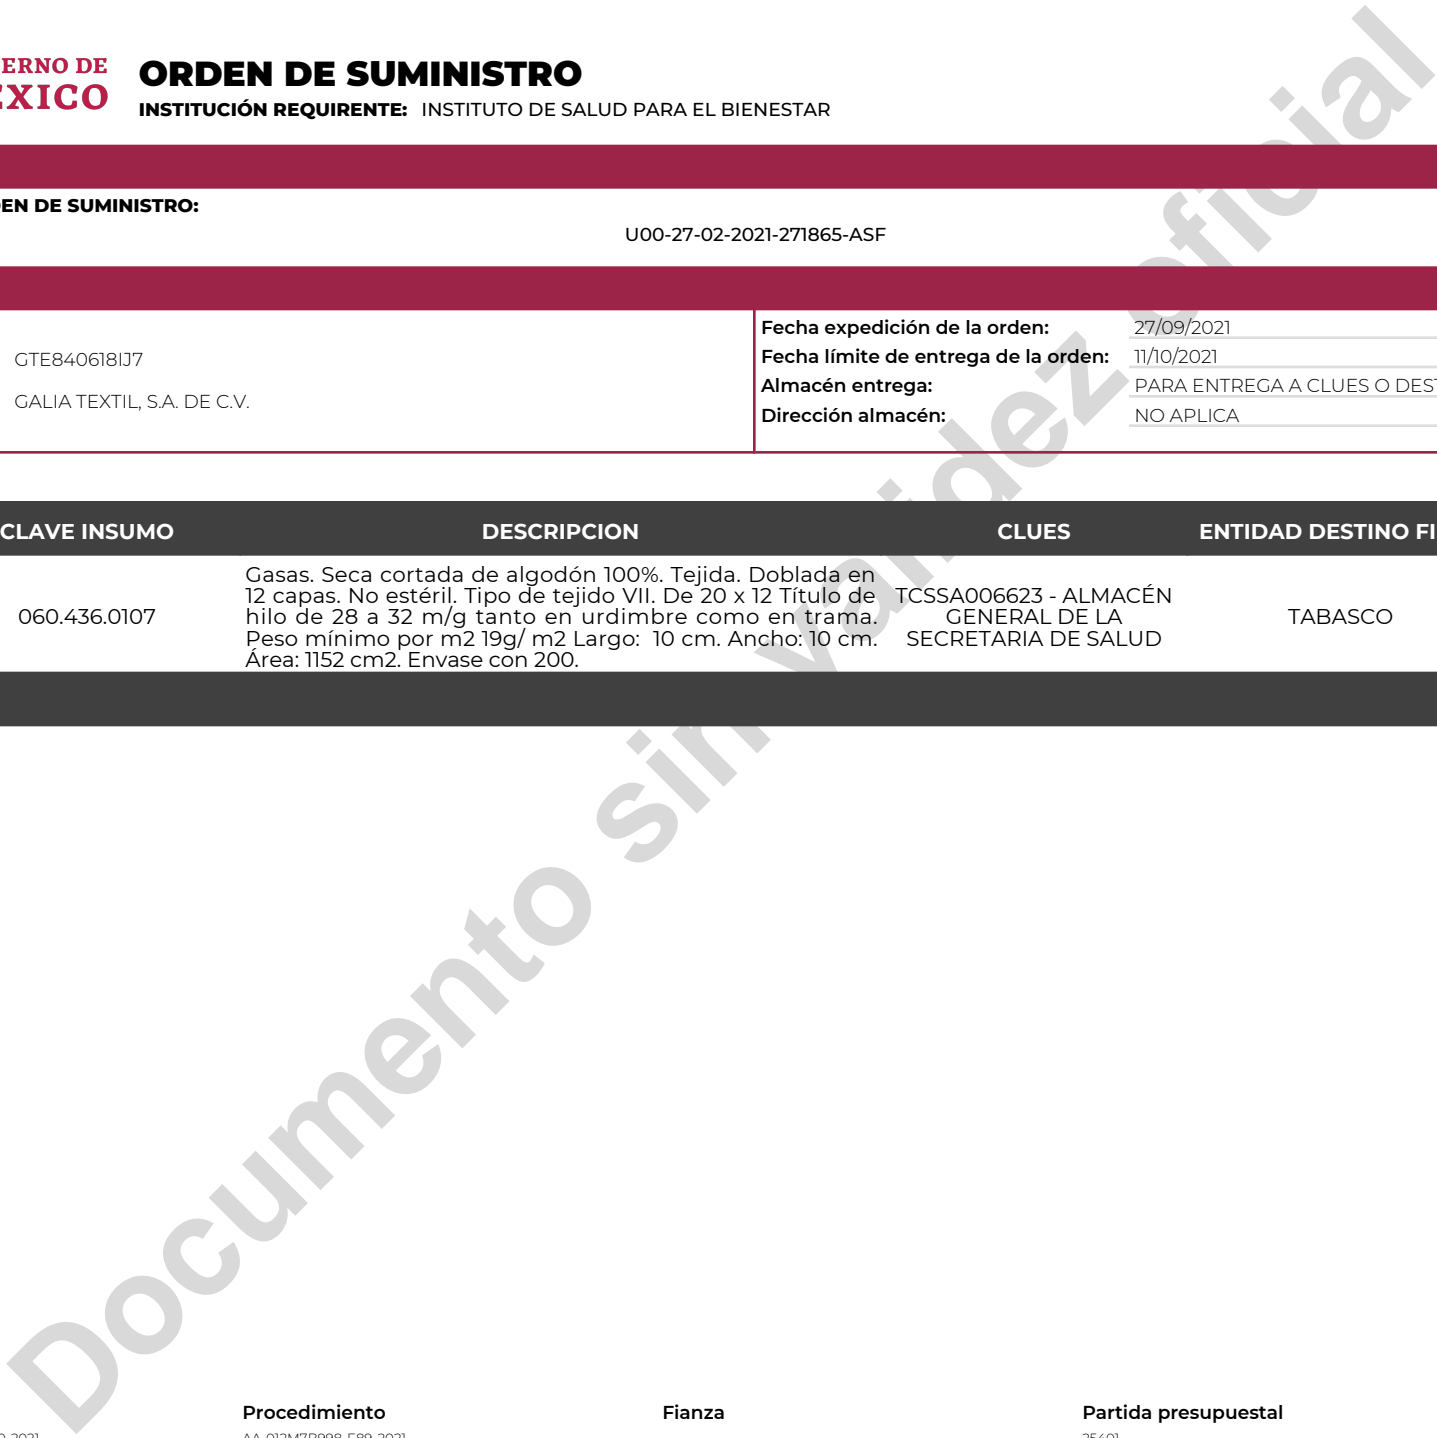 ERNO DE
EXICO
ORDEN DE SUMINISTRO
INSTITUCIÓN REQUIRENTE: INSTITUTO DE SALUD PARA EL BIENESTAR
EN DE SUMINISTRO:
U00-27-02-2021-271865-ASF
GTE840618IJ7
GALIA TEXTIL, S.A. DE C.V.
Fecha expedición de la orden: 27/09/2021
Fecha límite de entrega de la orden: 11/10/2021
Almacén entrega: PARA ENTREGA A CLUES O DEST
Dirección almacén: NO APLICA
CLAVE INSUMO DESCRIPCION CLUES ENTIDAD DESTINO FI
060.436.0107
Gasas. Seca cortada de algodón 100%. Tejida. Doblada en
12 capas. No estéril. Tipo de tejido VII. De 20 x 12 Título de
hilo de 28 a 32 m/g tanto en urdimbre como en trama.
Peso mínimo por m2 19g/ m2 Largo: 10 cm. Ancho: 10 cm.
Área: 1152 cm2. Envase con 200.
TCSSA006623 - ALMACÉN
GENERAL DE LA
SECRETARIA DE SALUD
TABASCO
Documento sin validez oficial
Procedimiento Fianza Partida presupuestal